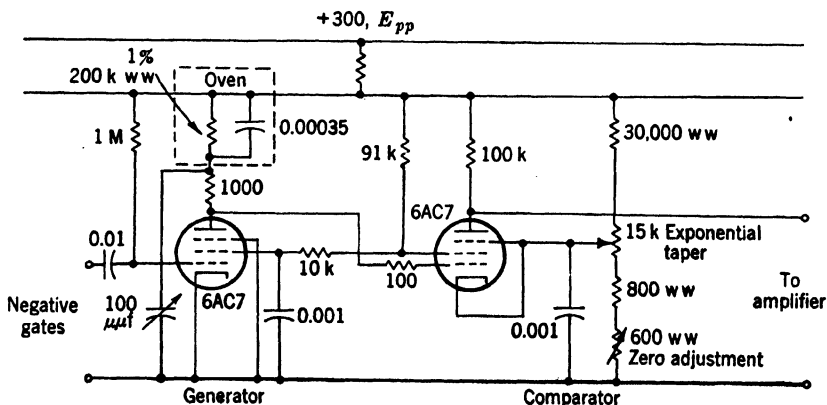 +300, Epp
1%
200 k ww
Oven
0.00035
1 M
91 k
100 k
30,000 ww
1000
6AC7
15 k Exponential
taper
0.01
10 k
100
6AC7
800 ww
To
amplifier
Negative
gates
100
μμf
0.001
0.001
600 ww
Zero adjustment
Generator
Comparator